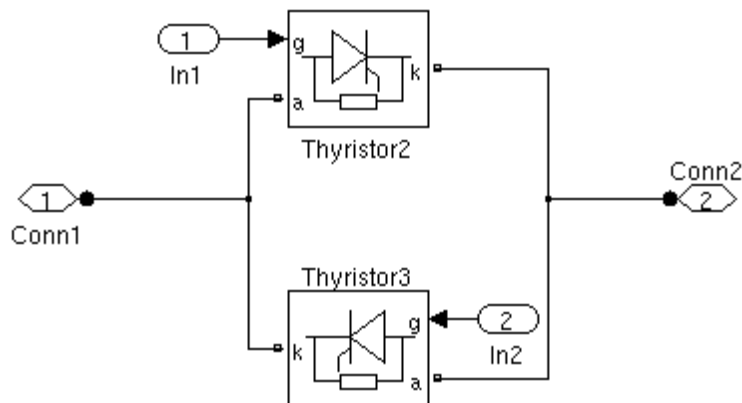 1
g
In1
k
a
Thyristor2
Conn2
1
2
Conn1
Thyristor3
g
2
k
In2
a